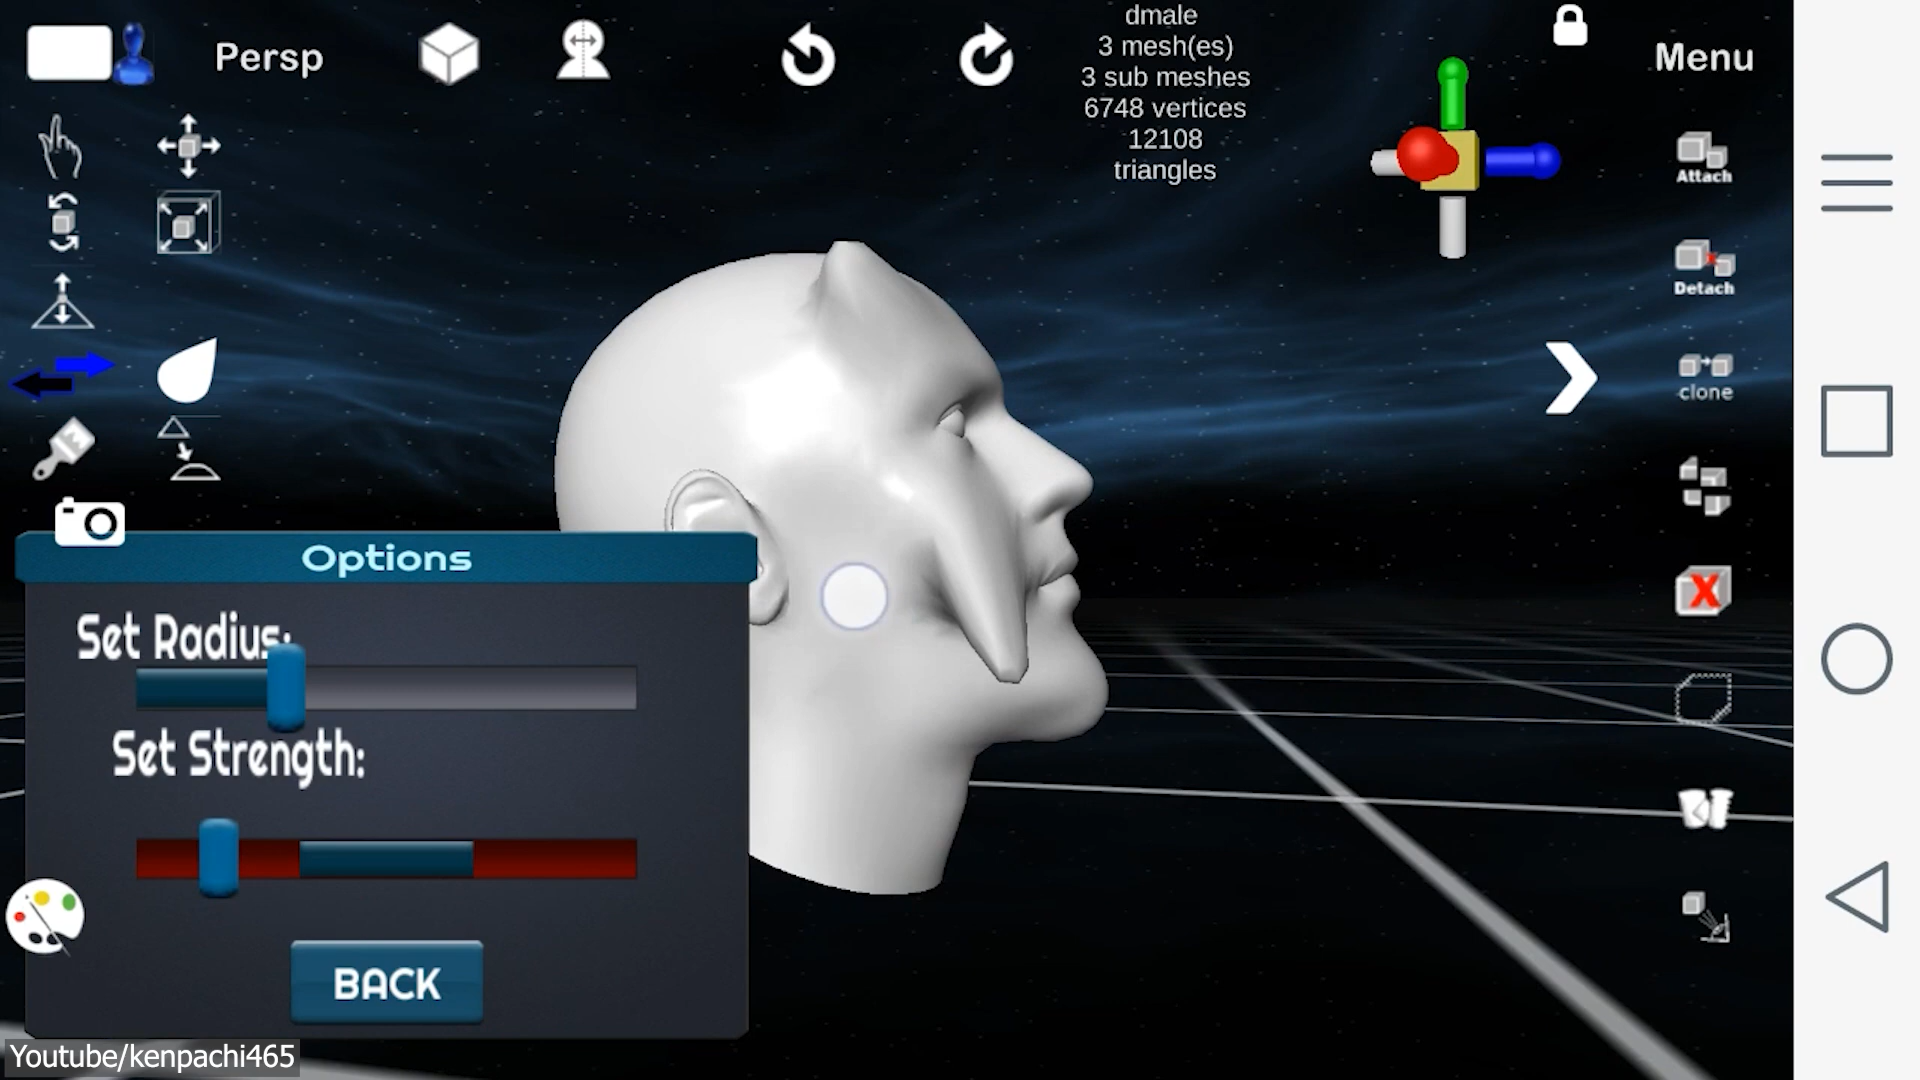 Persp
dmale
3 mesh(es)
3 sub meshes
6748 vertices
12108
triangles
Menu
Attach
Detach
clone
Options
Set Radius:
Set Strength:
BACK
Youtube/kenpachi465